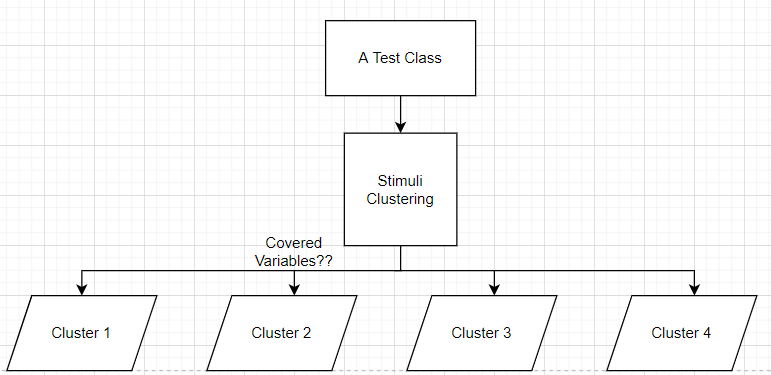 A Test Class
Stimuli
Clustering
Covered
Variables??
Cluster 1
Cluster 2
Cluster 3
Cluster 4